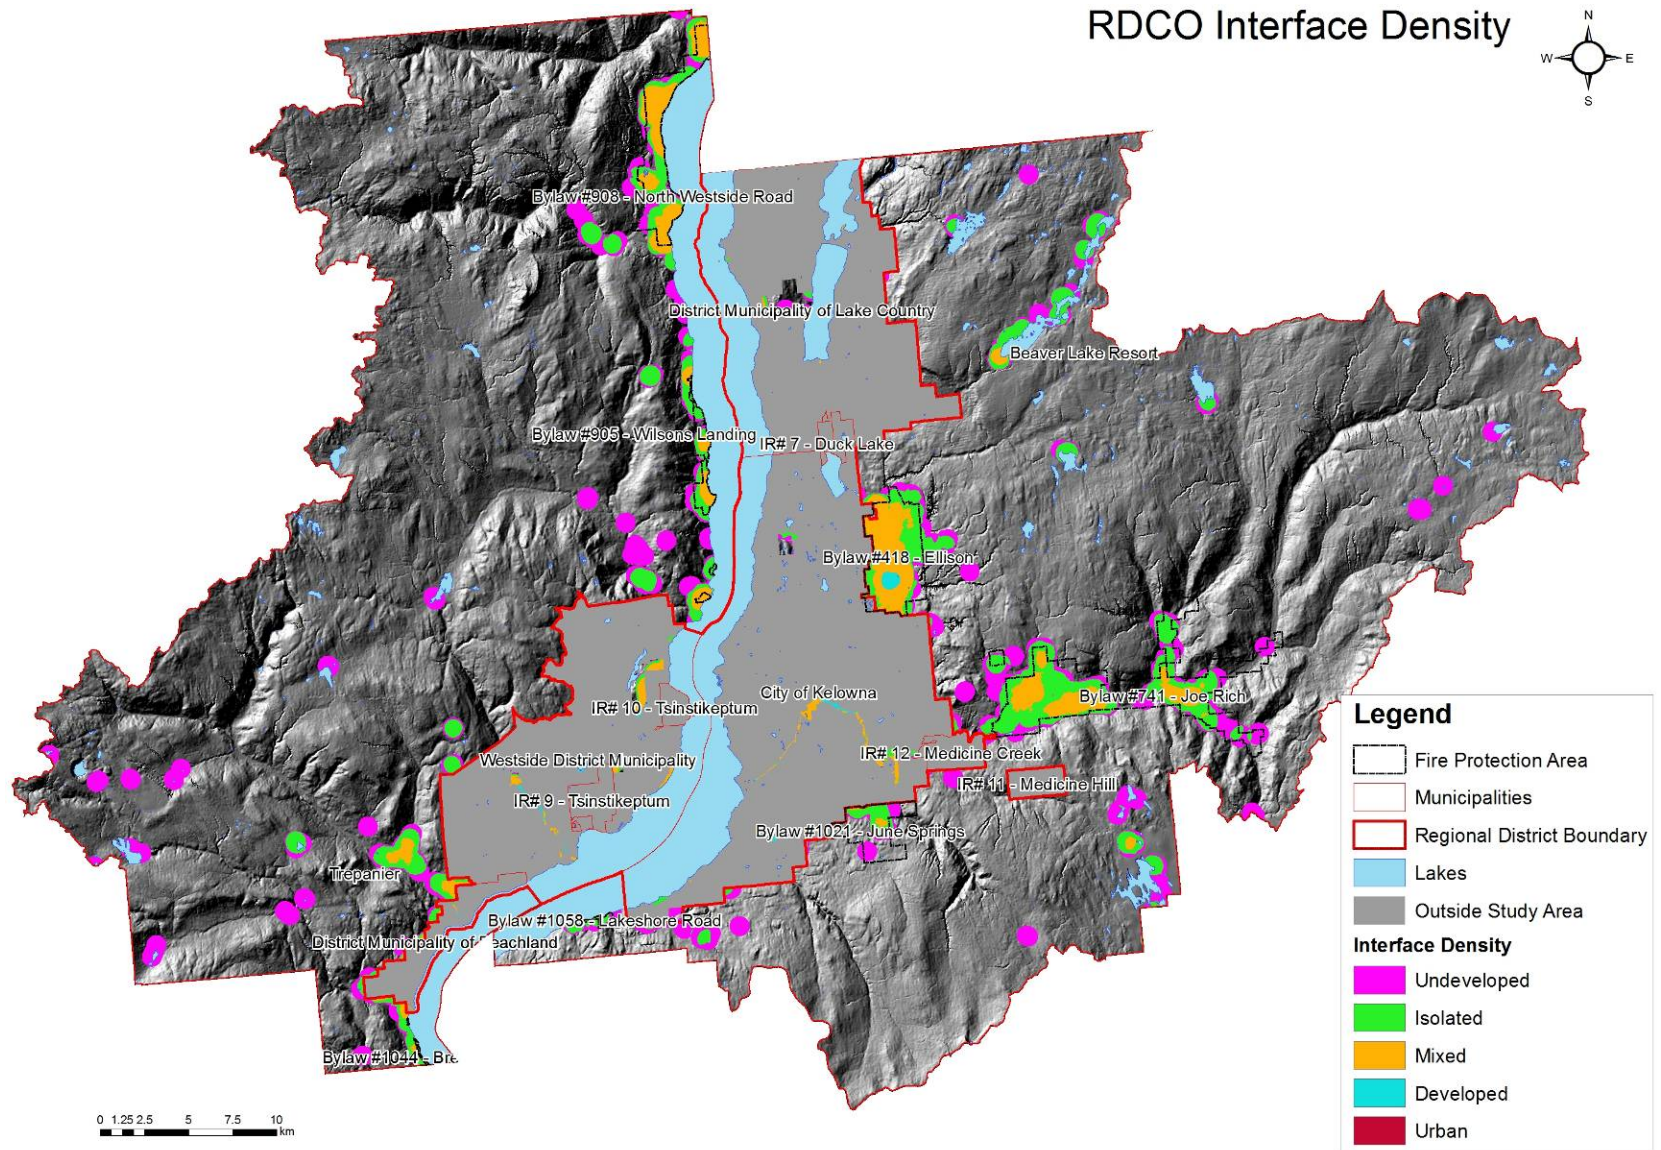 RDCO Interface Density
N
W
E
S
Bylaw #908 - North Westside Road
District Municipality of Lake Country
Beaver Lake Resort
Bylaw #905 - Wilsons Landing
IR# 7 - Duck Lake
Bylaw #418 - Ellison
City of Kelowna
Bylaw #741 - Joe Rich
IR# 10 - Tsinstikeptum
Westside District Municipality
IR# 12 - Medicine Creek
IR# 11 - Medicine Hill
IR# 9 - Tsinstikeptum
Bylaw #1021 - June Springs
Trepanier
Bylaw #1058 - Lakeshore Road
District Municipality of Peachland
Bylaw #1044 - Bre
0 1.25 2.5 5 7.5 10
km
Legend
Fire Protection Area
Municipalities
Regional District Boundary
Lakes
Outside Study Area
Interface Density
Undeveloped
Isolated
Mixed
Developed
Urban